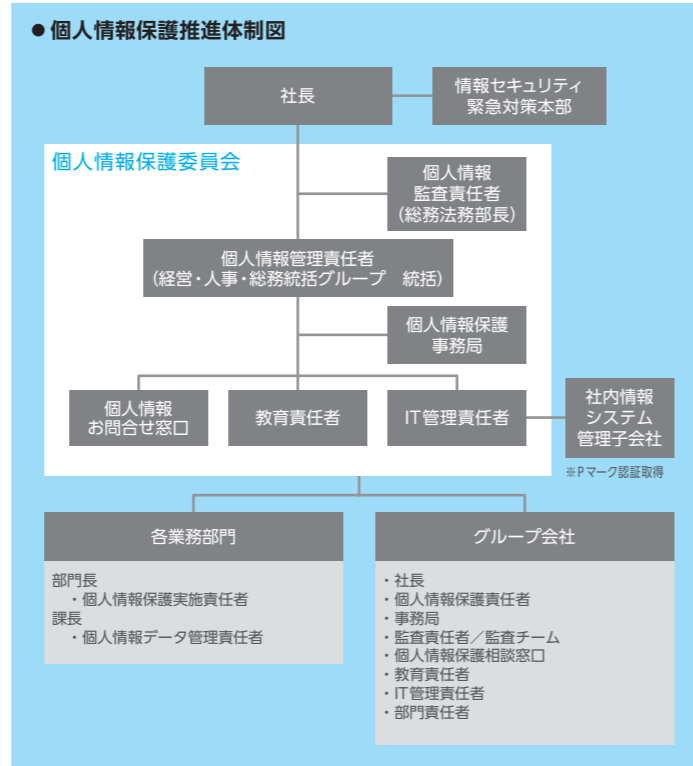 ●個人情報保護推進体制図
社長
情報セキュリティ
緊急対策本部
個人情報保護委員会
個人情報
監査責任者
(総務法務部長)
個人情報管理責任者
(経営・人事・総務統括グループ　統括)
個人情報保護
事務局
個人情報
お問合せ窓口
教育責任者
IT管理責任者
社内情報
システム
管理子会社
※Pマーク認証取得
各業務部門
部門長
・個人情報保護実施責任者
課長
・個人情報データ管理責任者
グループ会社
・社長
・個人情報保護責任者
・事務局
・監査責任者／監査チーム
・個人情報保護相談窓口
・教育責任者
・IT管理責任者
・部門責任者